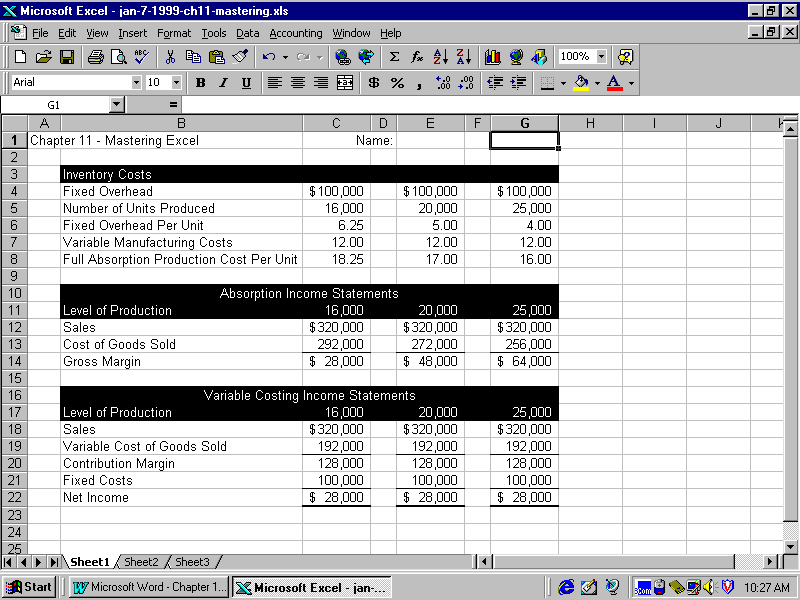 Microsoft Excel - jan-7-1999-ch11-mastering.xls
File Edit View Insert Format Tools Data Accounting Window Help
100%
Arial 10 B I U $ % ,
G1 =
A B C D E F G H I J K
1 Chapter 11 - Mastering Excel Name:
2
3 Inventory Costs
4 Fixed Overhead $100,000 $100,000 $100,000
5 Number of Units Produced 16,000 20,000 25,000
6 Fixed Overhead Per Unit 6.25 5.00 4.00
7 Variable Manufacturing Costs 12.00 12.00 12.00
8 Full Absorption Production Cost Per Unit 18.25 17.00 16.00
9
10 Absorption Income Statements
11 Level of Production 16,000 20,000 25,000
12 Sales $320,000 $320,000 $320,000
13 Cost of Goods Sold 292,000 272,000 256,000
14 Gross Margin $ 28,000 $ 48,000 $ 64,000
15
16 Variable Costing Income Statements
17 Level of Production 16,000 20,000 25,000
18 Sales $320,000 $320,000 $320,000
19 Variable Cost of Goods Sold 192,000 192,000 192,000
20 Contribution Margin 128,000 128,000 128,000
21 Fixed Costs 100,000 100,000 100,000
22 Net Income $ 28,000 $ 28,000 $ 28,000
23
24
25
Sheet1 Sheet2 Sheet3
Start Microsoft Word - Chapter 1... Microsoft Excel - jan-... 10:27 AM